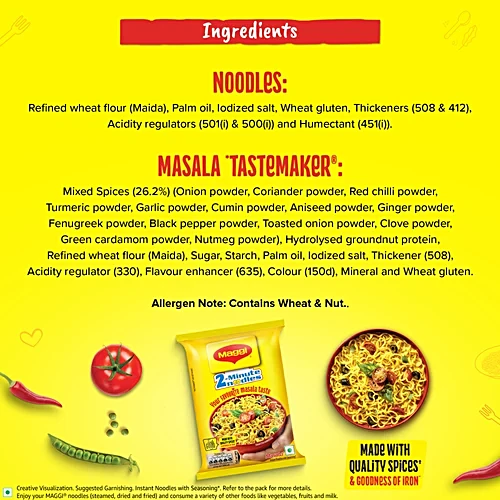 Ingredients
NOODLES:
Refined wheat flour (Maida), Palm oil, Iodized salt, Wheat gluten, Thickeners (508 & 412),
Acidity regulators (501(i) & 500(i)) and Humectant (451(i)).
MASALA *TASTEMAKER®:
Mixed Spices (26.2%) (Onion powder, Coriander powder, Red chilli powder,
Turmeric powder, Garlic powder, Cumin powder, Aniseed powder, Ginger powder,
Fenugreek powder, Black pepper powder, Toasted onion powder, Clove powder,
Green cardamom powder, Nutmeg powder), Hydrolysed groundnut protein,
Refined wheat flour (Maida), Sugar, Starch, Palm oil, Iodized salt, Thickener (508),
Acidity regulator (330), Flavour enhancer (635), Colour (150d), Mineral and Wheat gluten.
Allergen Note: Contains Wheat & Nut..
Maggi
2-Minute
noodles
Your favourite masala taste
MADE WITH
QUALITY SPICES
& GOODNESS OF IRON
Creative Visualization. Suggested Garnishing. Instant Noodles with Seasoning*. Refer to the pack for more details.
Enjoy your MAGGI® noodles (steamed, dried and fried) and consume a variety of other foods like vegetables, fruits and milk.